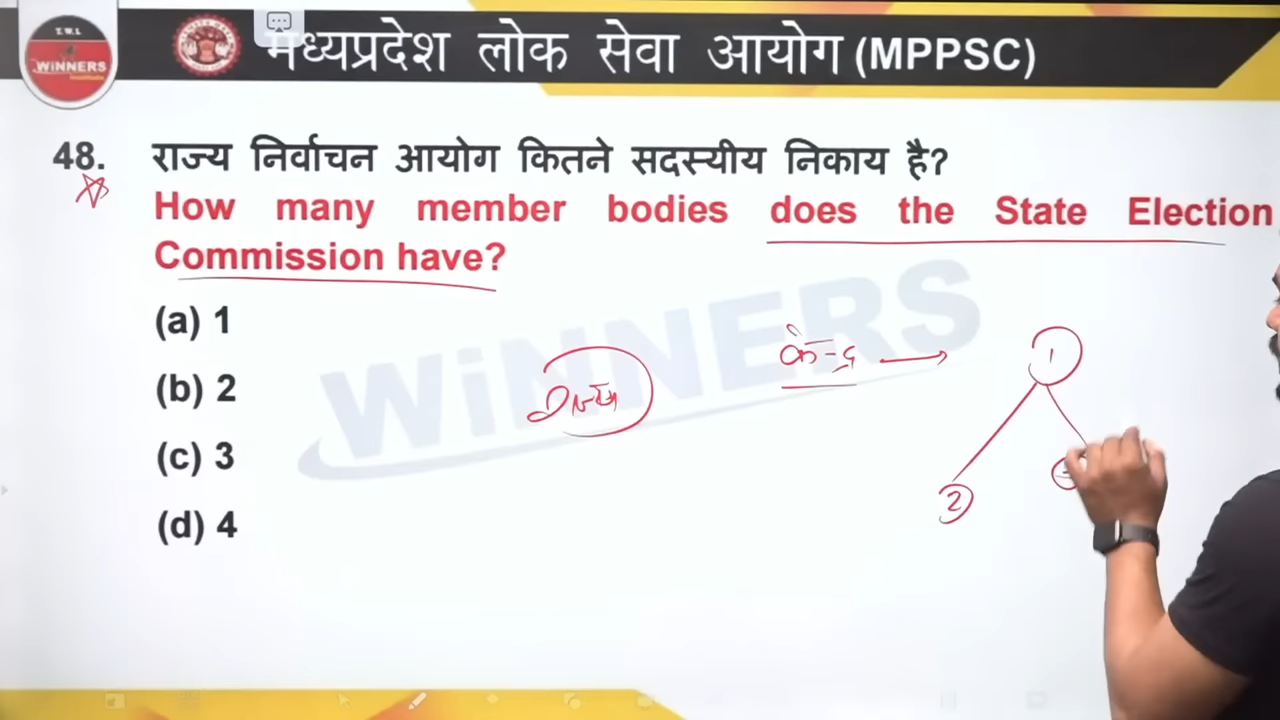 T.W.L
WiNNERS
मध्यप्रदेश लोक सेवा आयोग (MPPSC)
48. राज्य निर्वाचन आयोग कितने सदस्यीय निकाय है?
How many member bodies does the State Election
Commission have?
(a) 1
(b) 2
(c) 3
(d) 4
WiNNERS
राज्य
केन्द्र
1
2